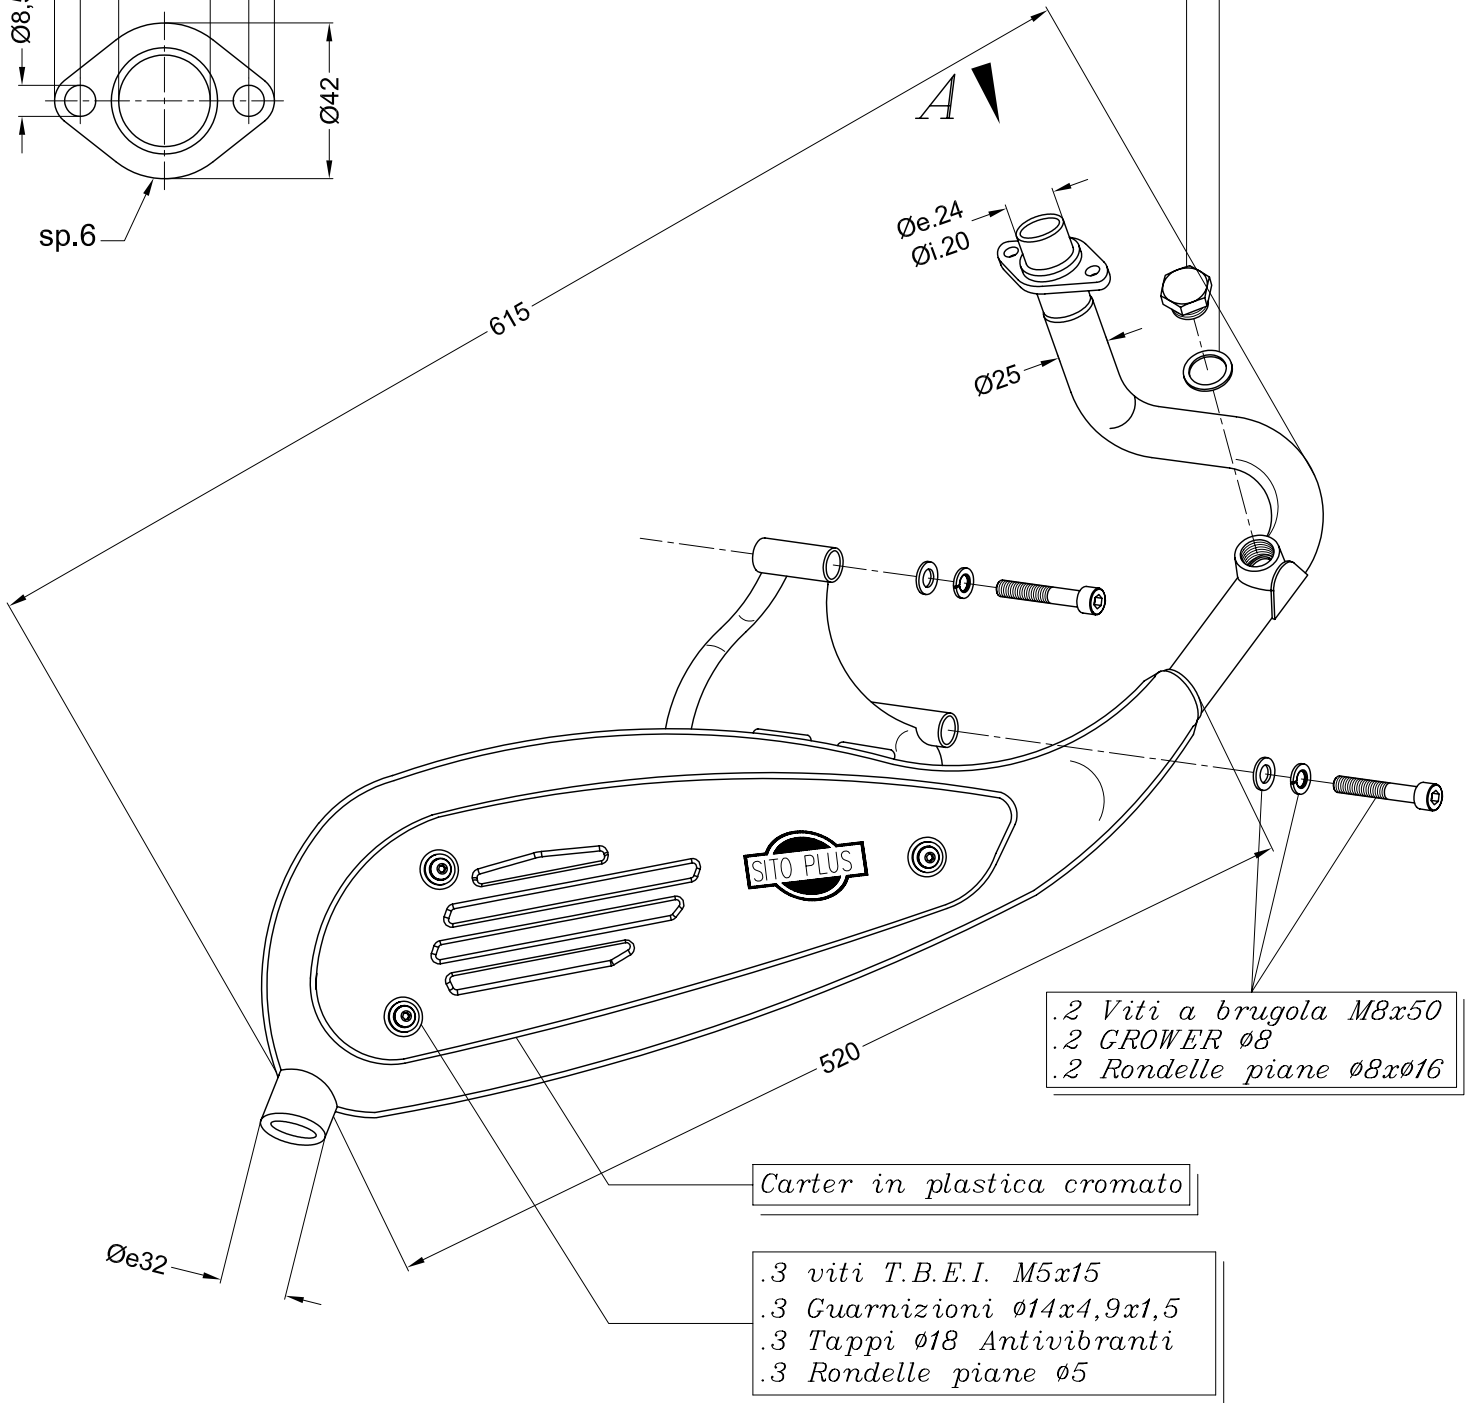 Ø8,5
Ø42
sp.6
A
Øe.24
Øi.20
615
Ø25
SITO PLUS
520
.2 Viti a brugola M8x50
.2 GROWER ø8
.2 Rondelle piane ø8xø16
Carter in plastica cromato
Øe32
.3 viti T.B.E.I. M5x15
.3 Guarnizioni ø14x4,9x1,5
.3 Tappi ø18 Antivibranti
.3 Rondelle piane ø5